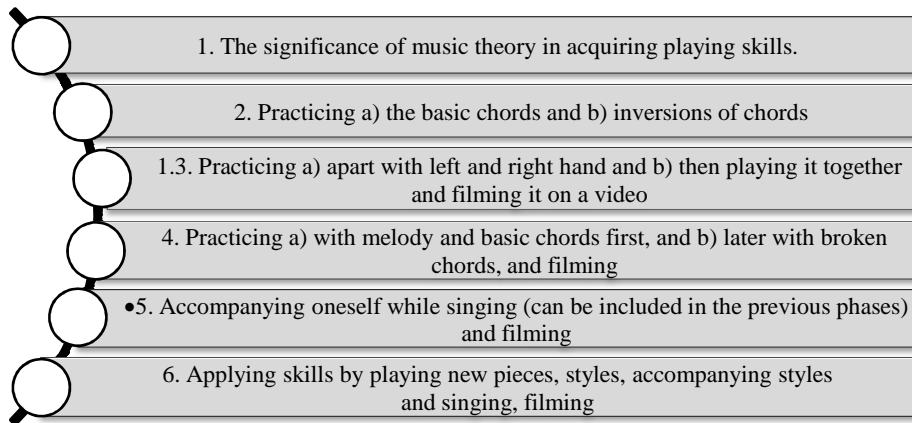 1. The significance of music theory in acquiring playing skills.
2. Practicing a) the basic chords and b) inversions of chords
1.3. Practicing a) apart with left and right hand and b) then playing it together
and filming it on a video
4. Practicing a) with melody and basic chords first, and b) later with broken
chords, and filming
•5. Accompanying oneself while singing (can be included in the previous phases)
and filming
6. Applying skills by playing new pieces, styles, accompanying styles
and singing, filming